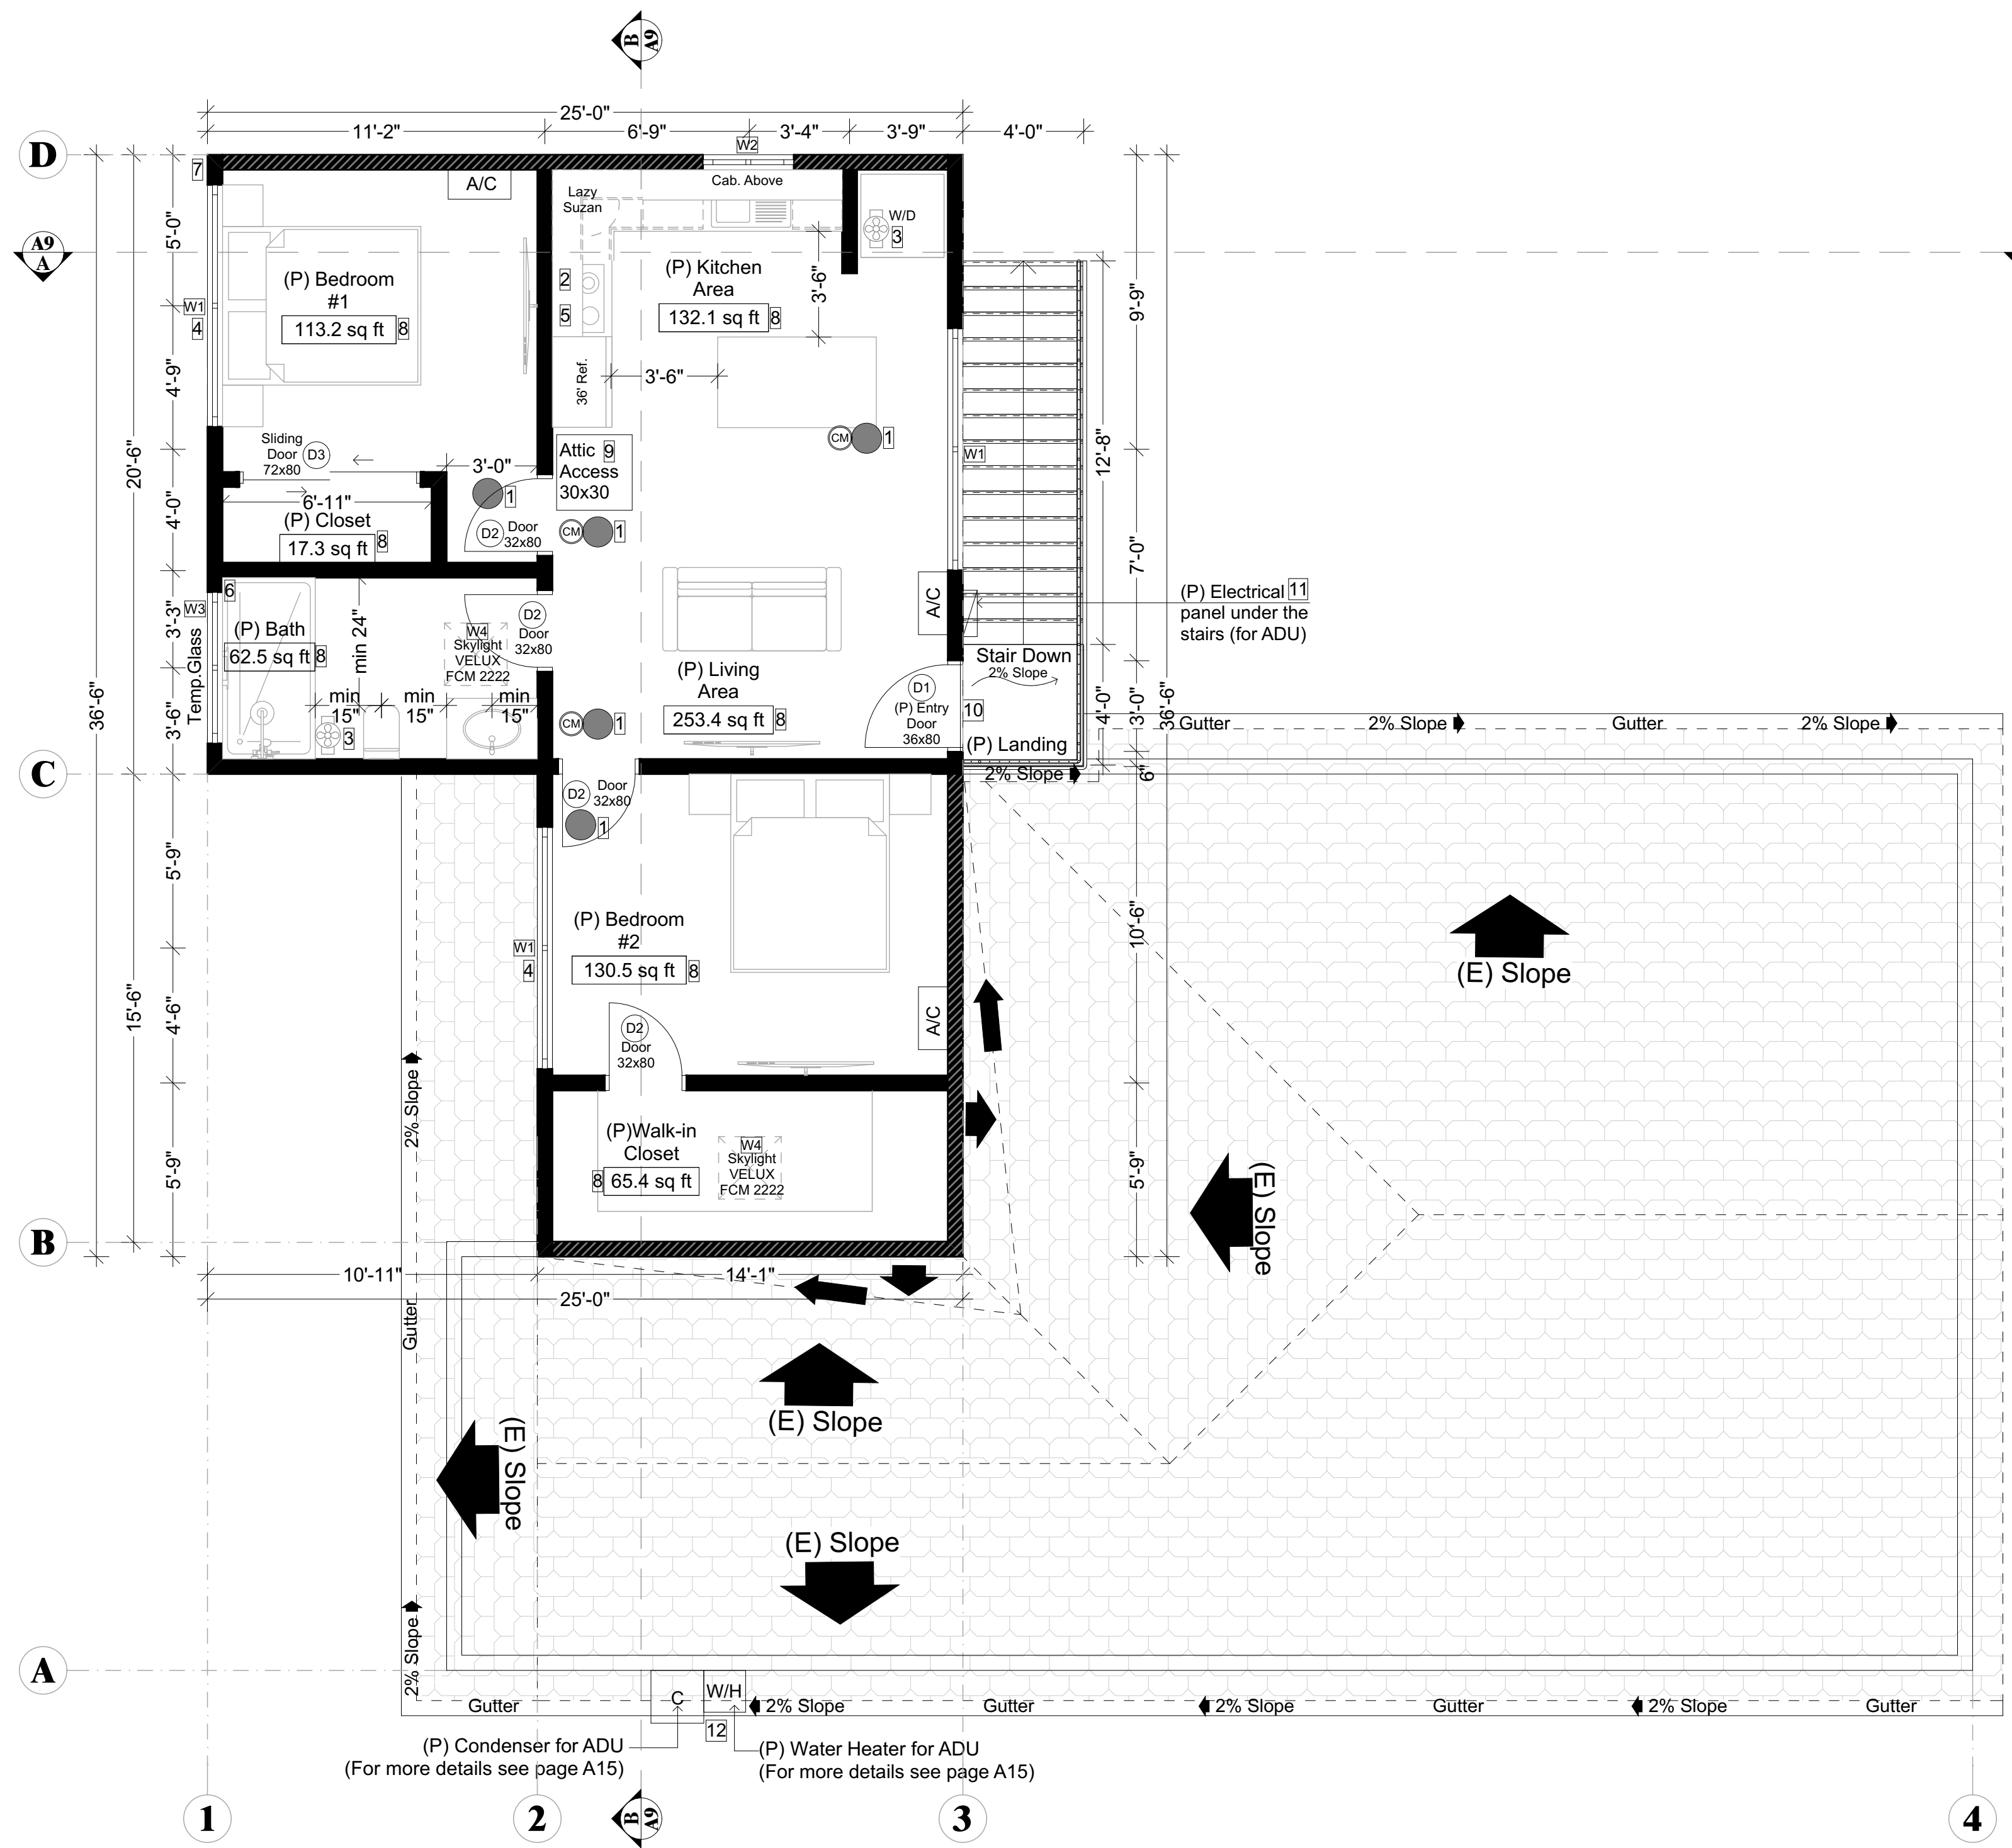 B
A9
25'-0"
11'-2"
6'-9"
3'-4"
3'-9"
4'-0"
W2
D
7
A/C
Lazy
Suzan
Cab. Above
W/D
3
A9
A
5'-0"
(P) Bedroom
#1
113.2 sq ft
8
W1
4
2
5
(P) Kitchen
Area
132.1 sq ft
8
3'-6"
9'-9"
4'-9"
36' Ref.
3'-6"
CM
1
W1
12'-8"
20'-6"
Sliding
Door
72x80
D3
3'-0"
Attic
Access
30x30
9
1
6'-11"
4'-0"
(P) Closet
17.3 sq ft
8
D2
Door
32x80
CM
1
7'-0"
6
W3
3'-3"
(P) Bath
62.5 sq ft
8
min 24"
W4
Skylight
VELUX
FCM 2222
D2
Door
32x80
A/C
(P) Electrical
panel under the
stairs (for ADU)
11
Temp.Glass
36'-6"
min
15"
min
15"
min
15"
3
3'-6"
CM
1
(P) Living
Area
253.4 sq ft
8
Stair Down
2% Slope
D1
(P) Entry
Door
36x80
10
(P) Landing
2% Slope
4'-0"
3'-0"
36'-6"
6"
Gutter
2% Slope
Gutter
2% Slope
C
D2
Door
32x80
1
5'-9"
(P) Bedroom
#2
130.5 sq ft
8
W1
4
10'-6"
(E) Slope
15'-6"
4'-6"
A/C
D2
Door
32x80
2% Slope
5'-9"
(P)Walk-in
Closet
65.4 sq ft
8
W4
Skylight
VELUX
FCM 2222
5'-9"
(E) Slope
B
10'-11"
14'-1"
25'-0"
Gutter
(E) Slope
(E) Slope
(E) Slope
A
2% Slope
Gutter
C
W/H
12
2% Slope
Gutter
2% Slope
Gutter
2% Slope
Gutter
(P) Condenser for ADU
(For more details see page A15)
(P) Water Heater for ADU
(For more details see page A15)
1
2
B
A9
3
4